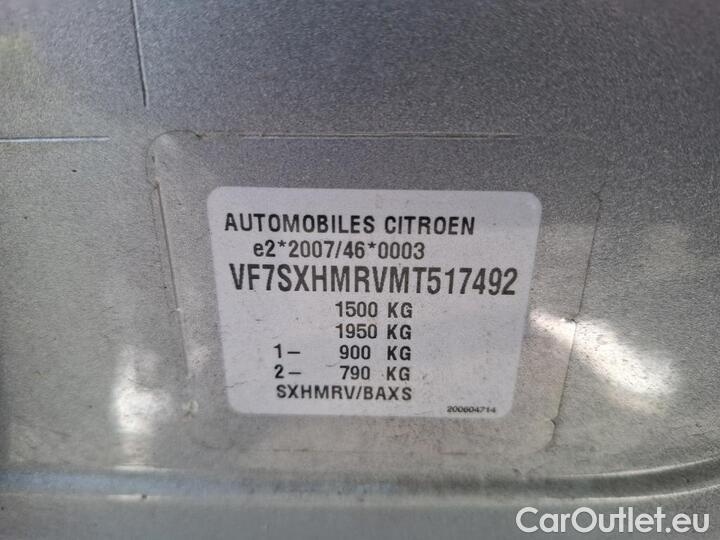 AUTOMOBILES CITROEN
e2*2007/46*0003
VF7SXHMRVMT517492
1500 KG
1950 KG
1– 900 KG
2– 790 KG
SXHMRV/BAXS
200604714
CarOutlet.eu